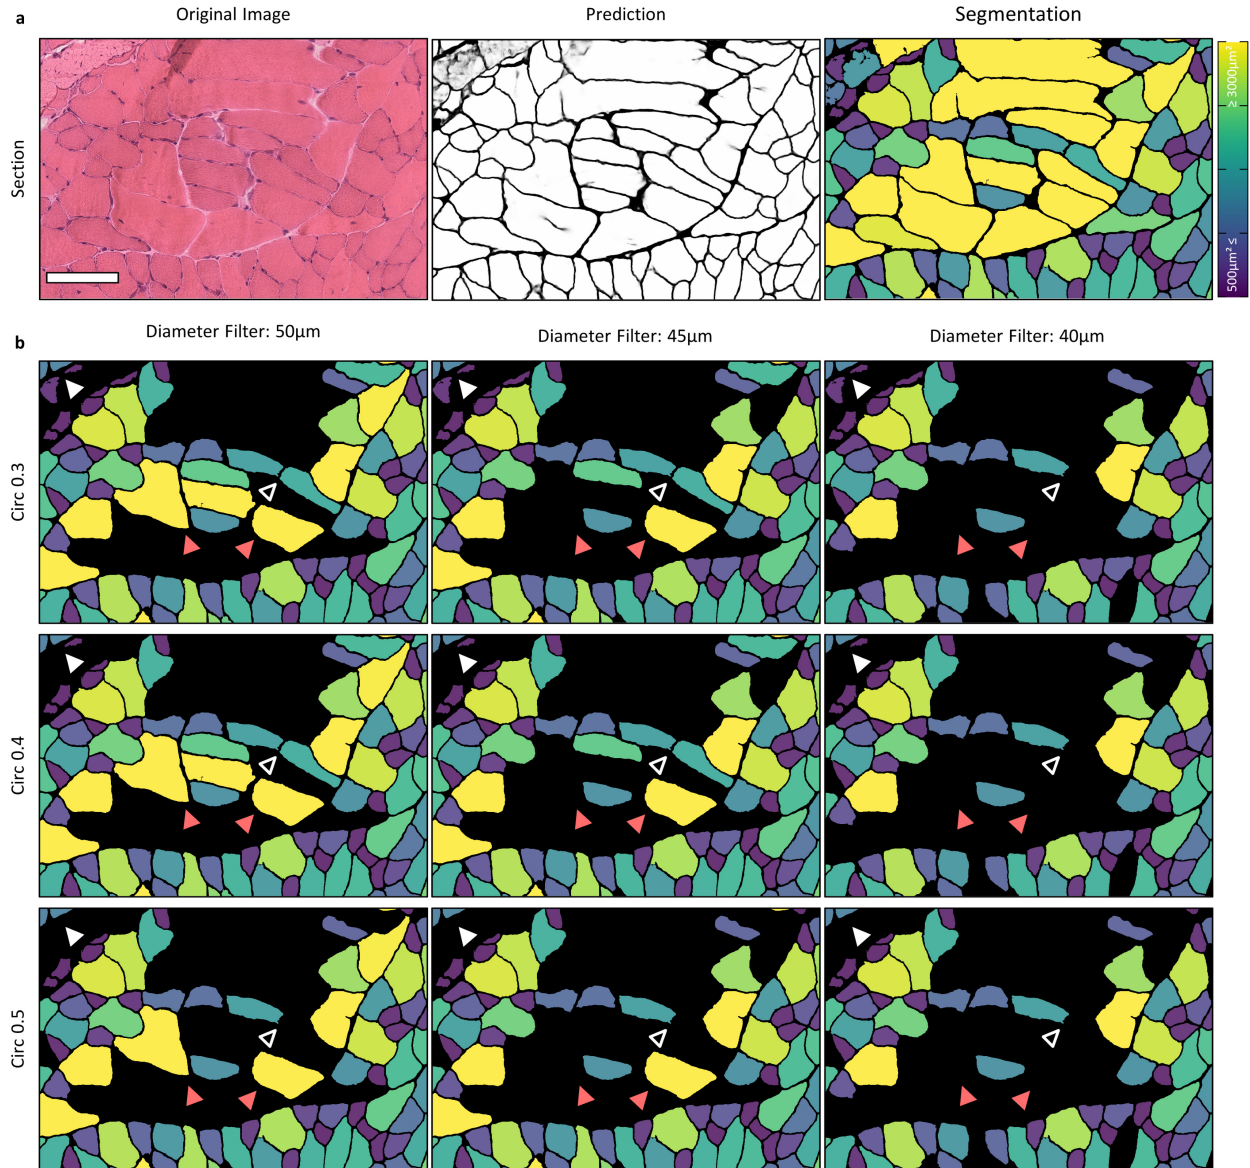 a
Original Image
Prediction
Segmentation
Section
≥ 3000µm²
500µm² ≤
b
Diameter Filter: 50µm
Diameter Filter: 45µm
Diameter Filter: 40µm
Circ 0.3
Circ 0.4
Circ 0.5